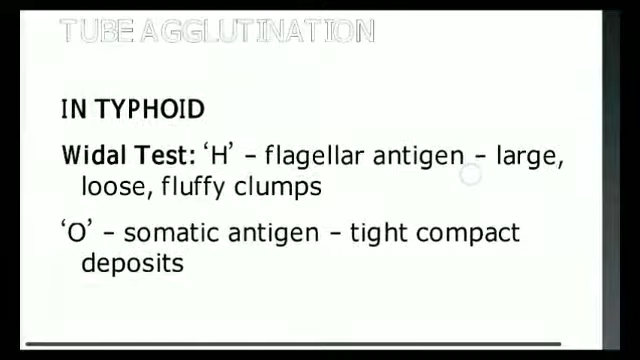 TUBE AGGLUTINATION
IN TYPHOID
Widal Test: ‘H’ – flagellar antigen – large,
loose, fluffy clumps
‘O’ – somatic antigen – tight compact
deposits